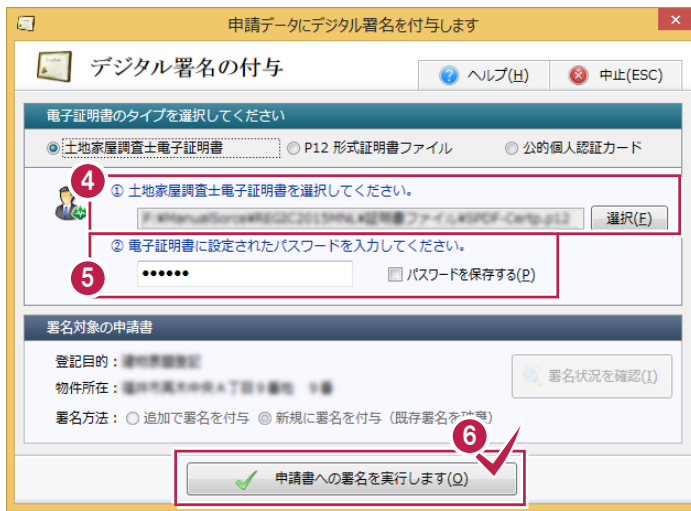 申請データにデジタル署名を付与します
デジタル署名の付与
ヘルプ(H) 中止(ESC)
電子証明書のタイプを選択してください
土地家屋調査士電子証明書 P12 形式証明書ファイル 公的個人認証カード
4
① 土地家屋調査士電子証明書を選択してください。
選択(F)
5
② 電子証明書に設定されたパスワードを入力してください。
●●●●●● パスワードを保存する(P)
署名対象の申請書
登記目的：
物件所在：
署名状況を確認(I)
署名方法： 追加で署名を付与 新規に署名を付与（既存署名を破棄）
6
申請書への署名を実行します(O)